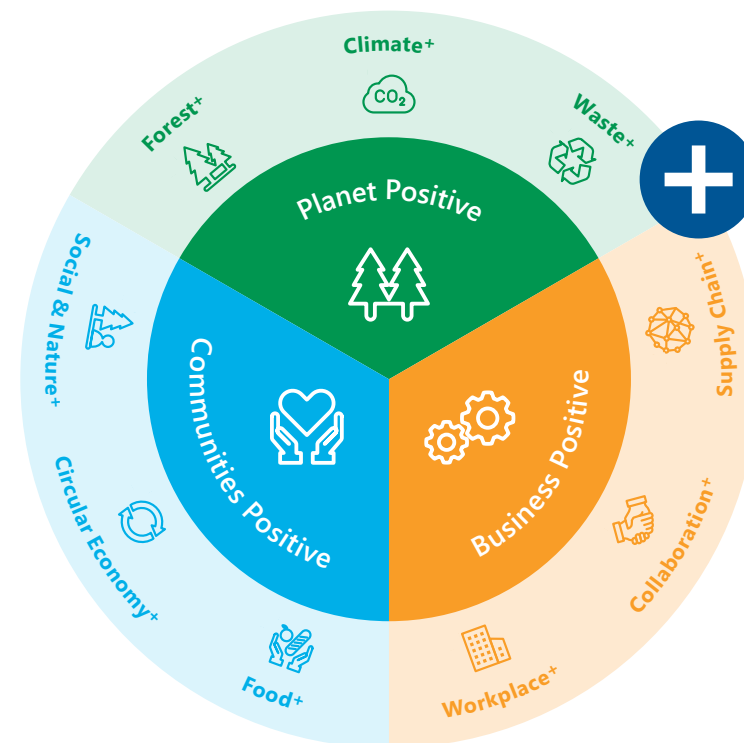 Climate⁺
Forest⁺
CO₂
Waste⁺
Planet Positive
Social & Nature⁺
Supply Chain⁺
Communities Positive
Business Positive
Circular Economy⁺
Collaboration⁺
Food⁺
Workplace⁺